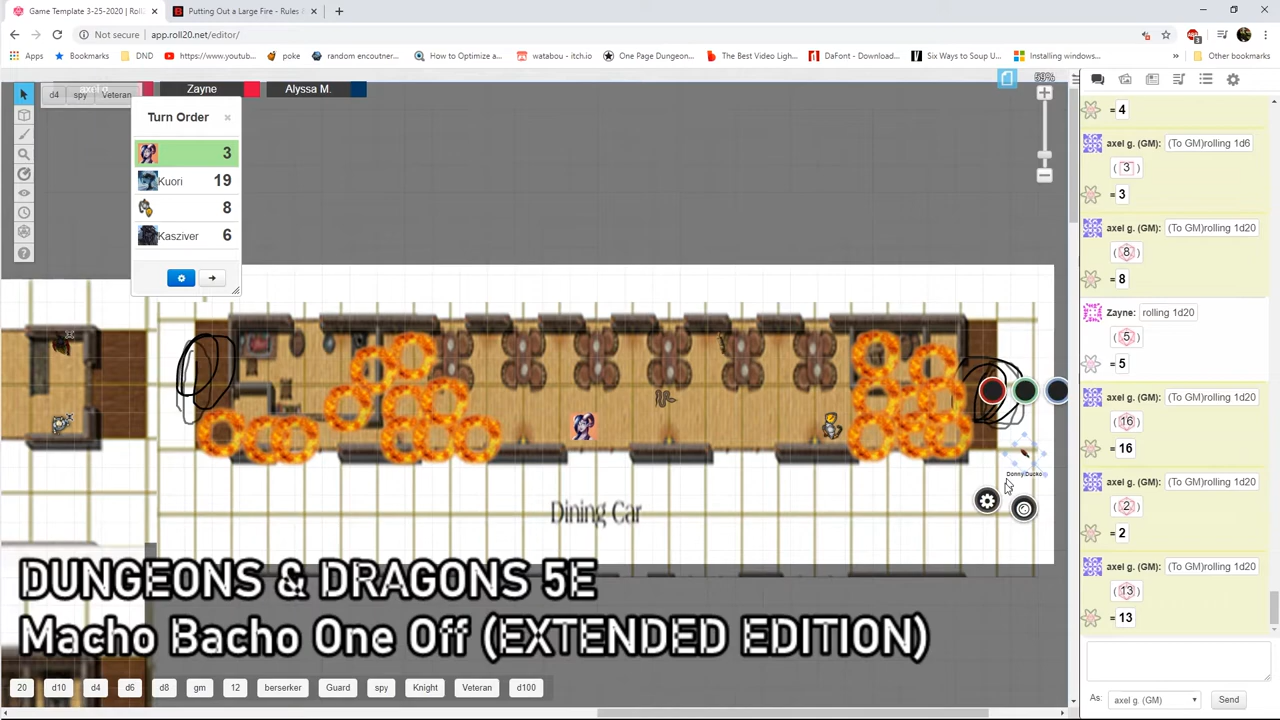 Game Template 3-25-2020 | Roll2
Putting Out a Large Fire - Rules &
Not secure | app.roll20.net/editor/
Apps
Bookmarks
DND
https://www.youtub...
poke
random encoutner...
How to Optimize a...
watabou - itch.io
One Page Dungeon...
The Best Video Ligh...
DaFont - Download...
Six Ways to Soup U...
Installing windows...
Other bookmarks
d4
spy
Veteran
Zayne
Alyssa M.
59%
Turn Order
3
Kuori 19
8
Kasziver 6
Dining Car
Donny Ducko
DUNGEONS & DRAGONS 5E
Macho Bacho One Off (EXTENDED EDITION)
20
d10
d4
d6
d8
gm
12
berserker
Guard
spy
Knight
Veteran
d100
= 4
axel g. (GM): (To GM)rolling 1d6
(3)
= 3
axel g. (GM): (To GM)rolling 1d20
(8)
= 8
Zayne: rolling 1d20
(5)
= 5
axel g. (GM): (To GM)rolling 1d20
(16)
= 16
axel g. (GM): (To GM)rolling 1d20
(2)
= 2
axel g. (GM): (To GM)rolling 1d20
(13)
= 13
As: axel g. (GM)
Send